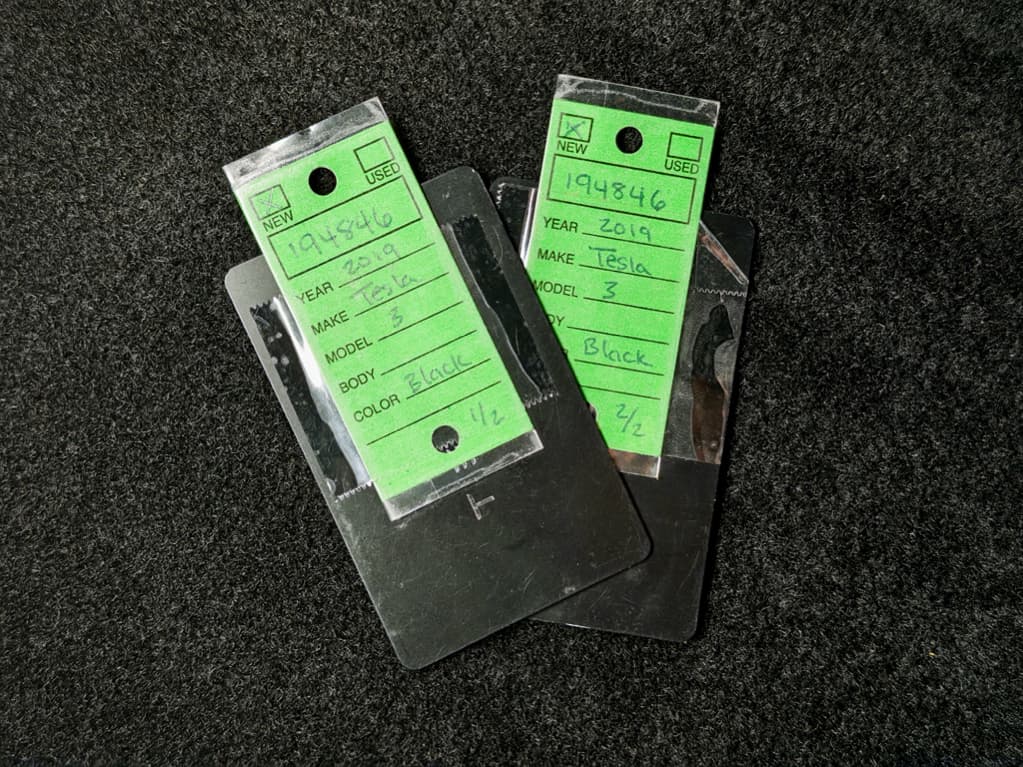 NEW
USED
194846
YEAR 2019
MAKE Tesla
MODEL 3
BODY
COLOR Black
1/2
T
NEW
USED
194846
YEAR 2019
MAKE Tesla
MODEL 3
DY
Black
2/2